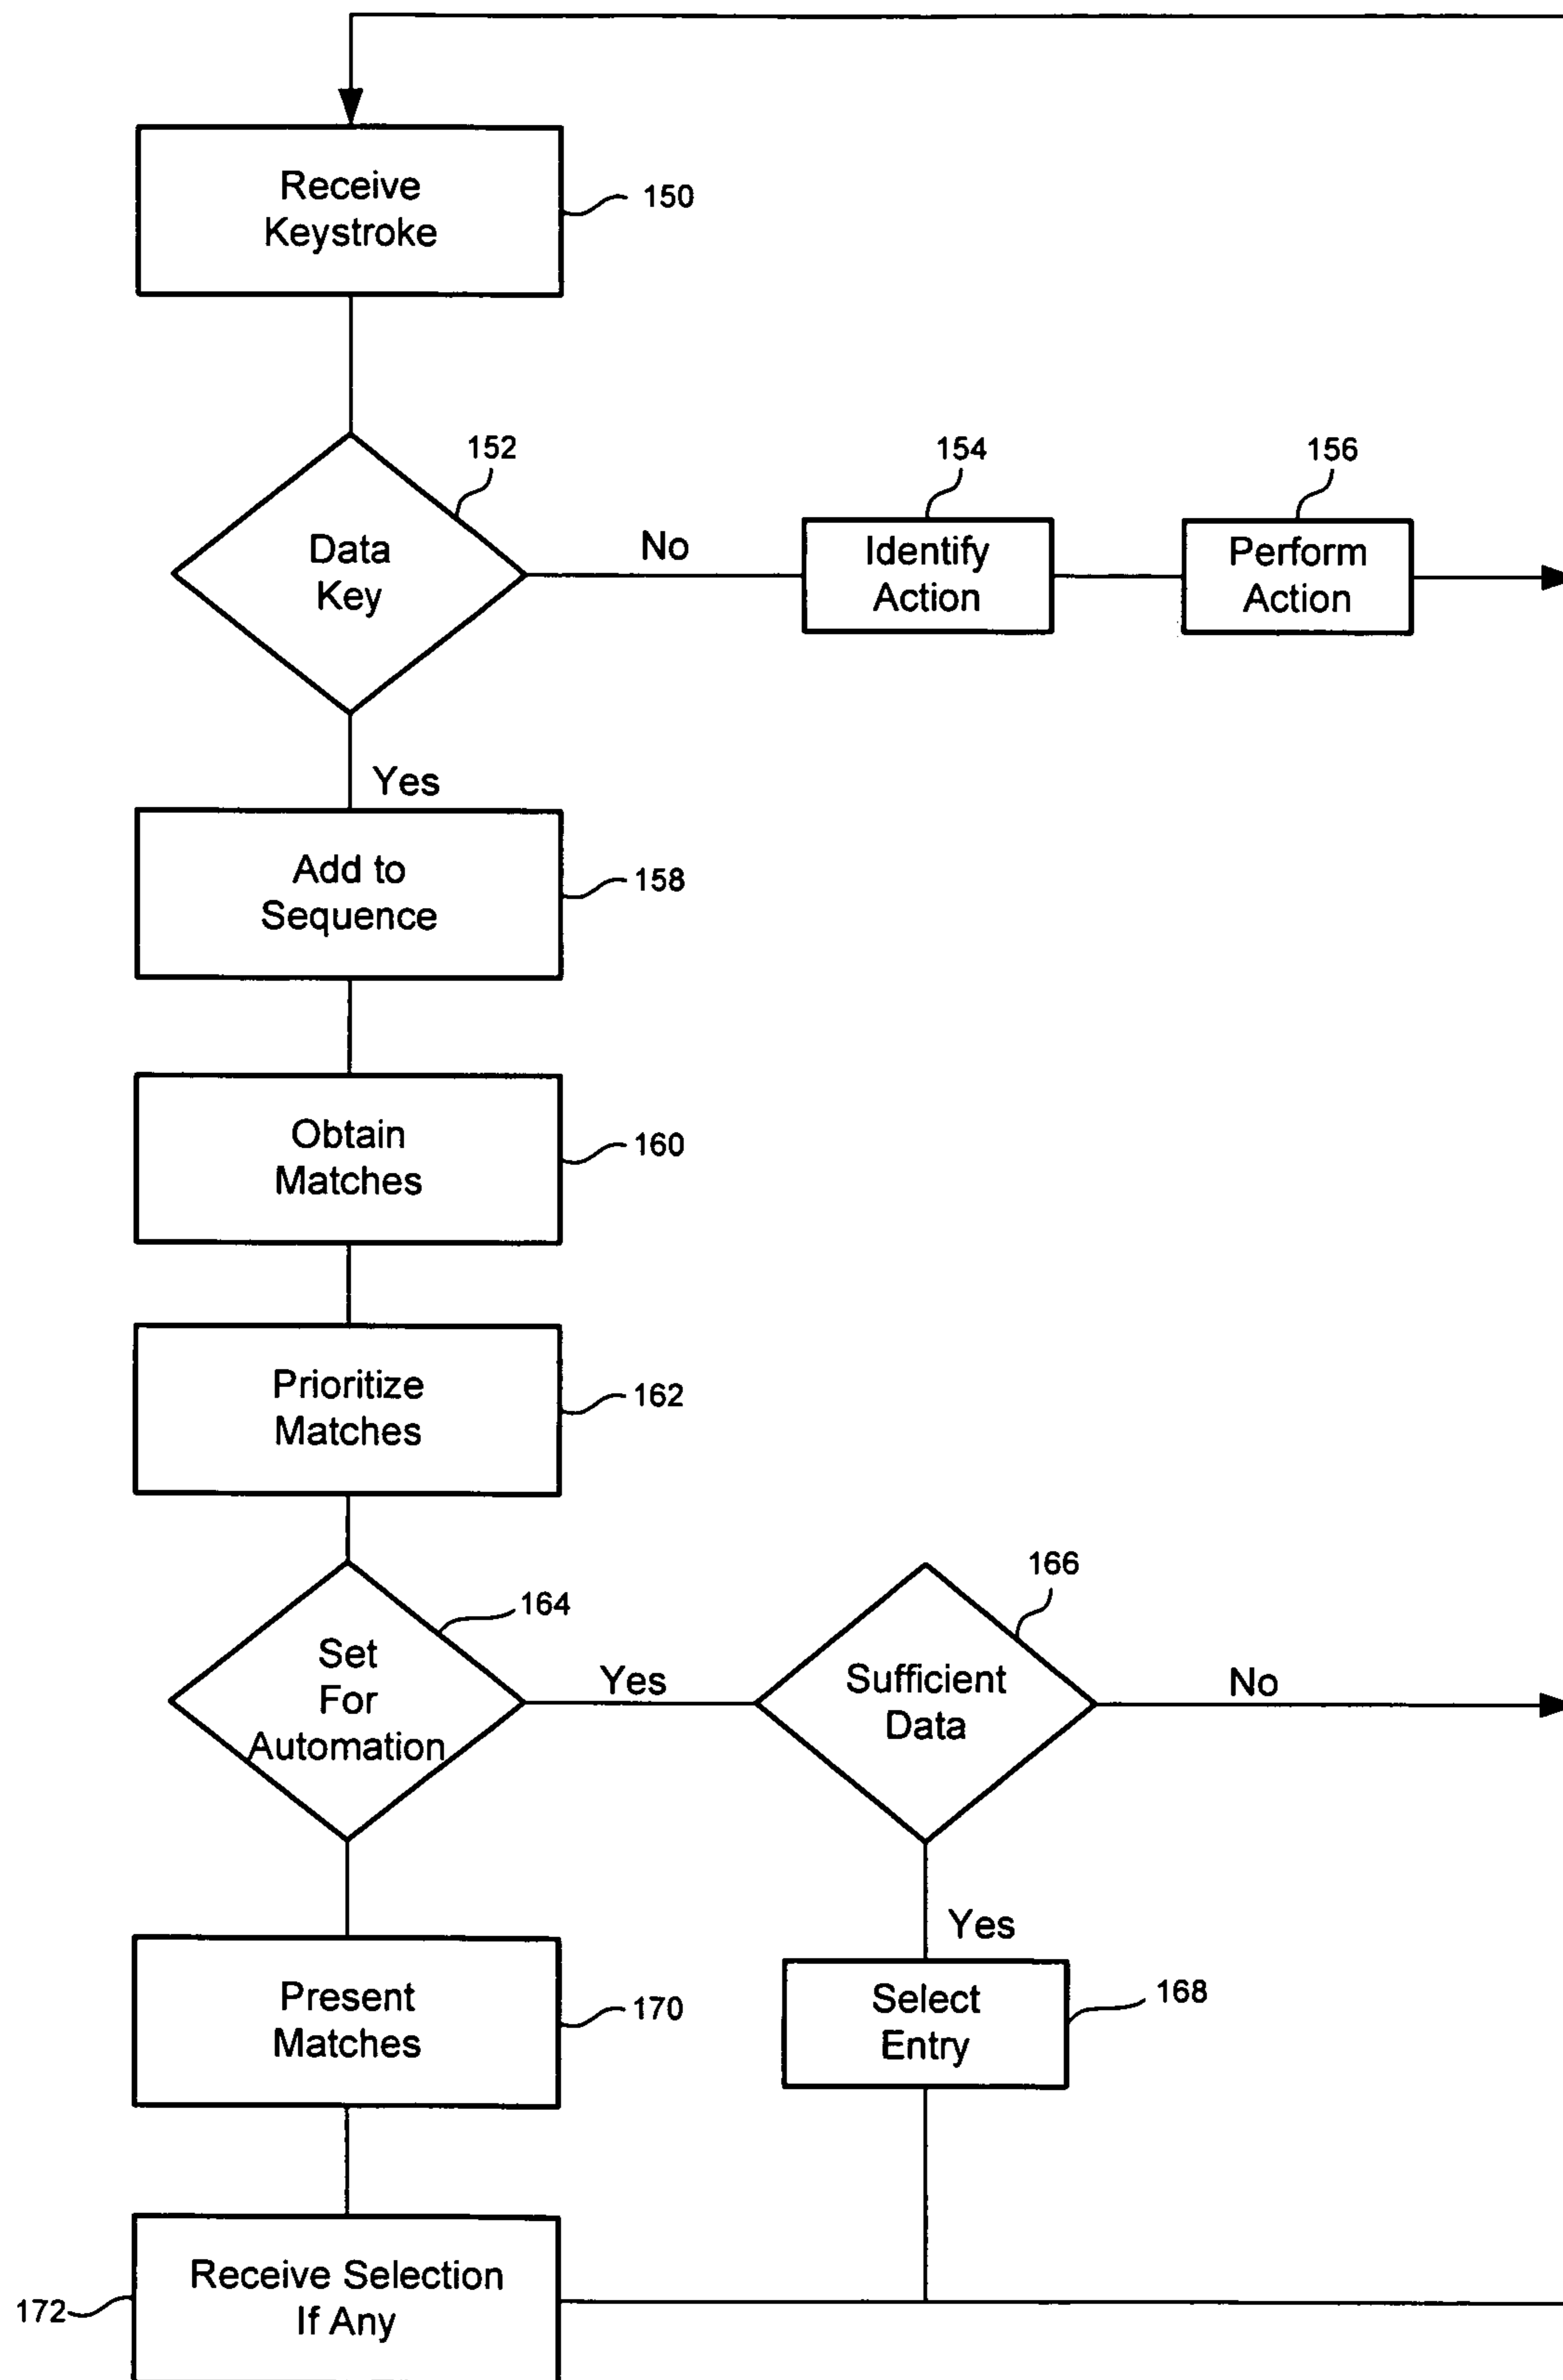 Receive
Keystroke
150
152
Data
Key
No
154
Identify
Action
156
Perform
Action
Yes
Add to
Sequence
158
Obtain
Matches
160
Prioritize
Matches
162
164
Set
For
Automation
Yes
166
Sufficient
Data
No
Yes
Present
Matches
170
Select
Entry
168
172
Receive Selection
If Any